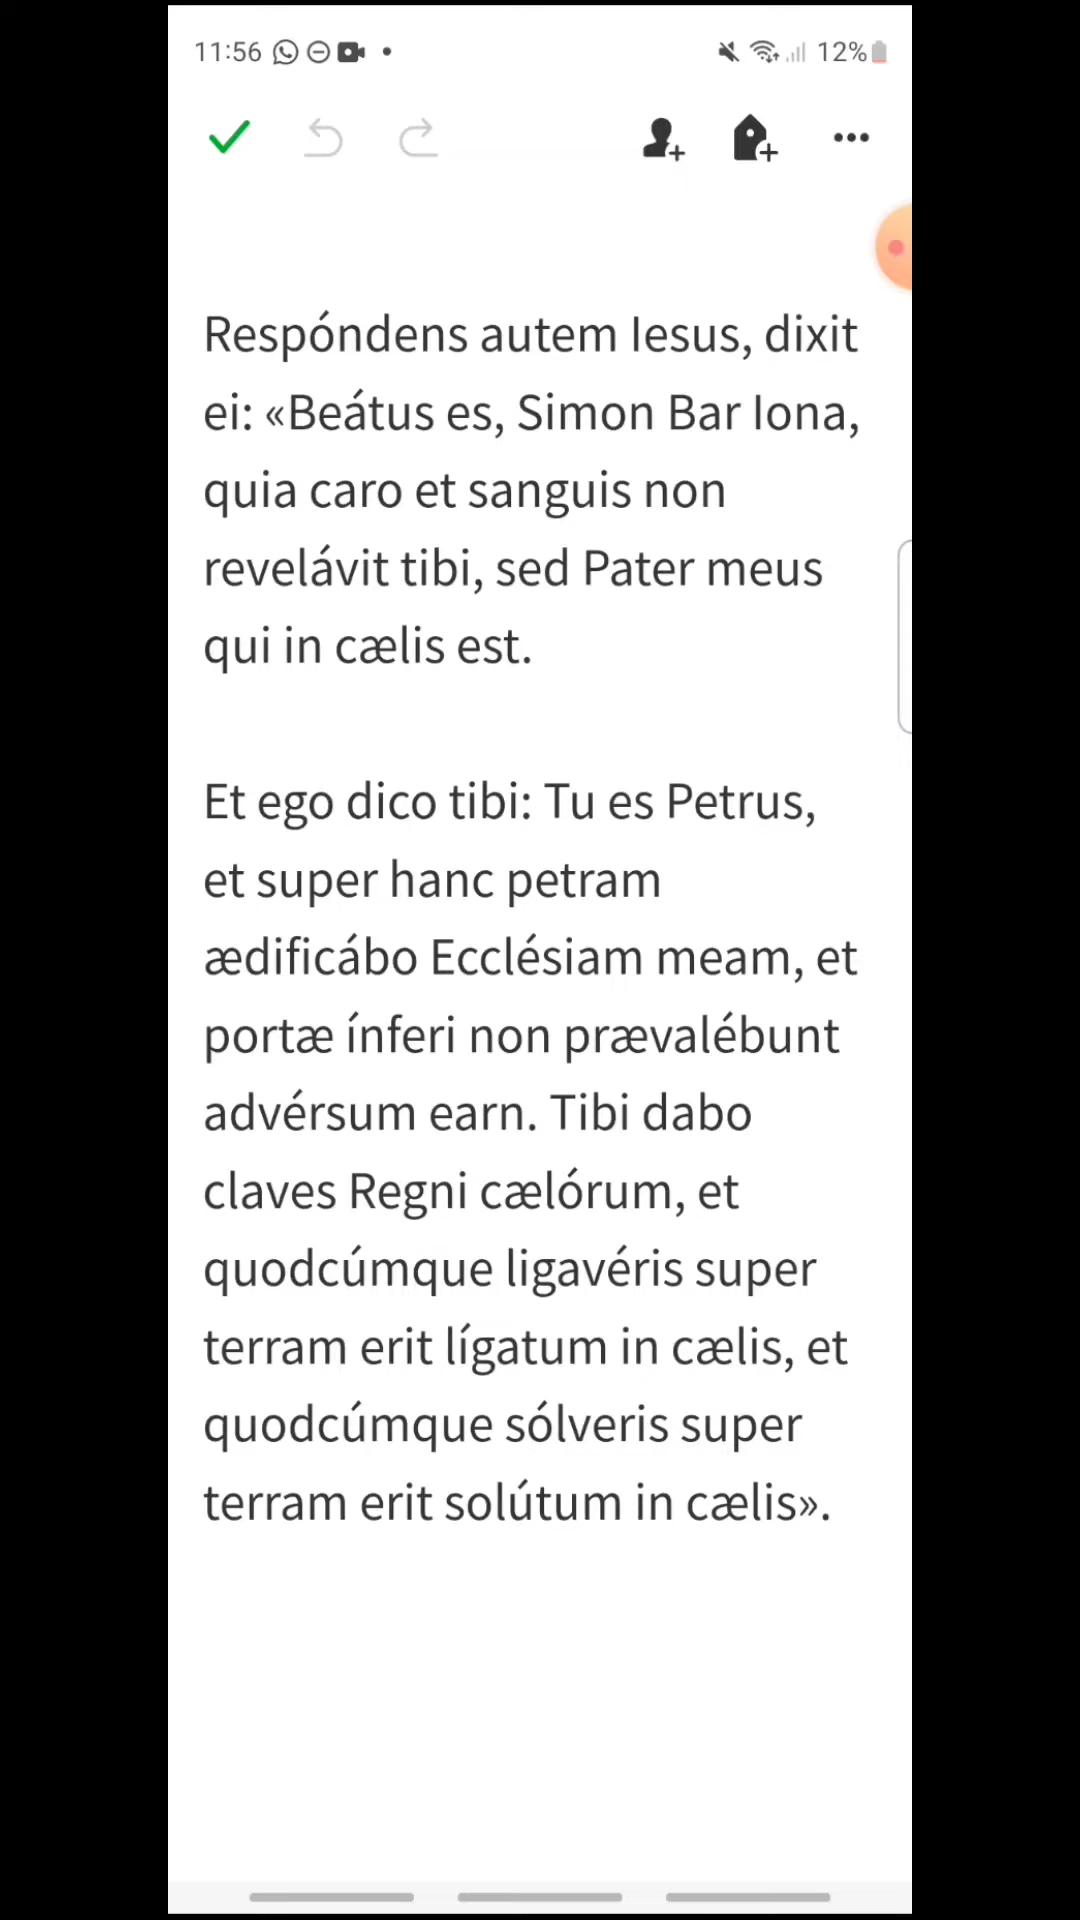 11:56
12%
Respóndens autem Iesus, dixit
ei: «Beátus es, Simon Bar Iona,
quia caro et sanguis non
revelávit tibi, sed Pater meus
qui in cælis est.
Et ego dico tibi: Tu es Petrus,
et super hanc petram
ædificábo Ecclésiam meam, et
portæ ínferi non prævalébunt
advérsum earn. Tibi dabo
claves Regni cælórum, et
quodcúmque ligavéris super
terram erit lígatum in cælis, et
quodcúmque sólveris super
terram erit solútum in cælis».